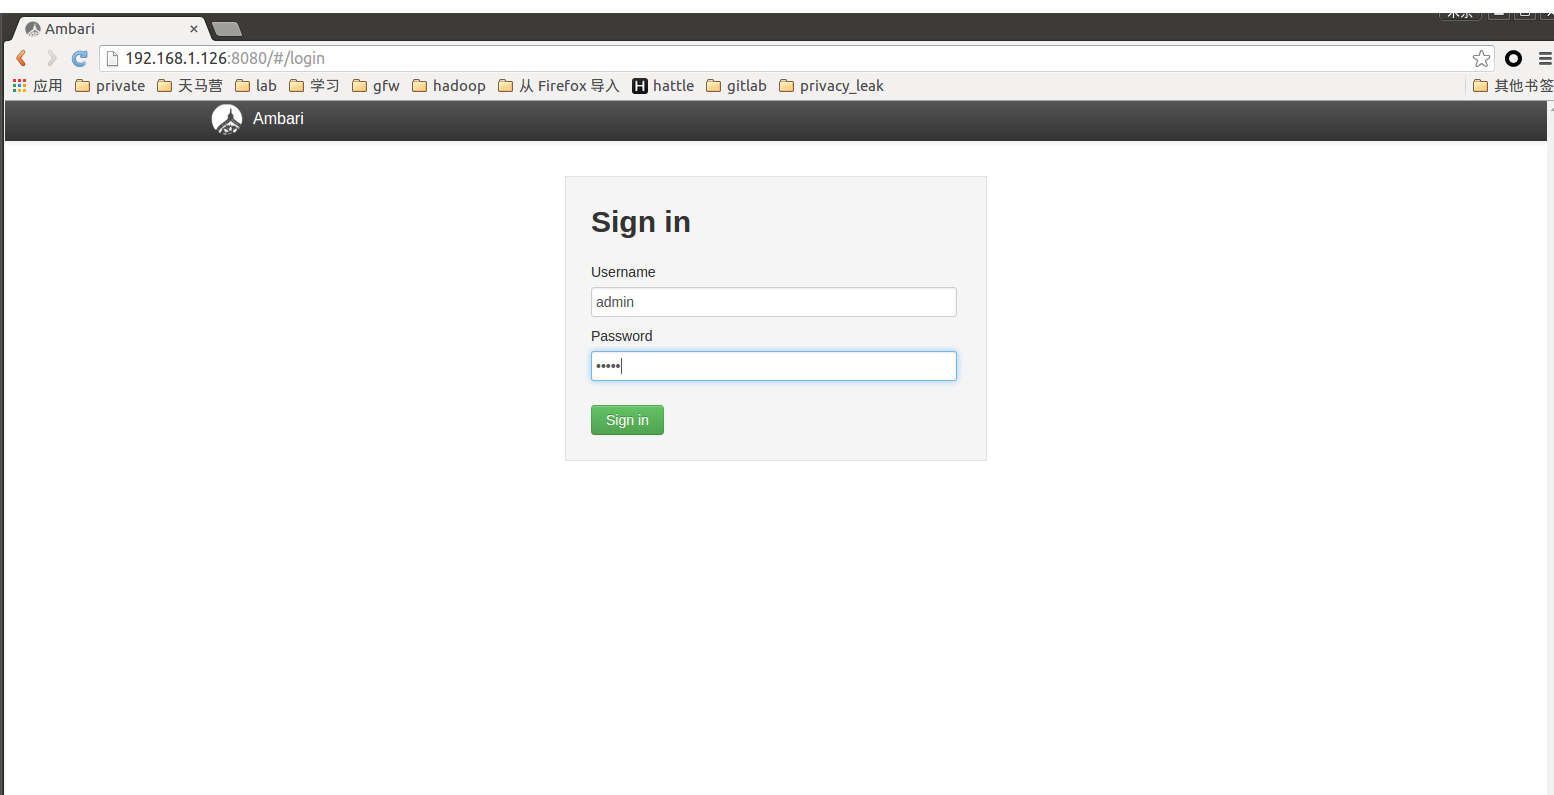 Ambari
192.168.1.126:8080/#/login
应用 private 天马营 lab 学习 gfw hadoop 从 Firefox 导入 hattle gitlab privacy_leak 其他书签
Ambari
Sign in
Username
admin
Password
•••••
Sign in